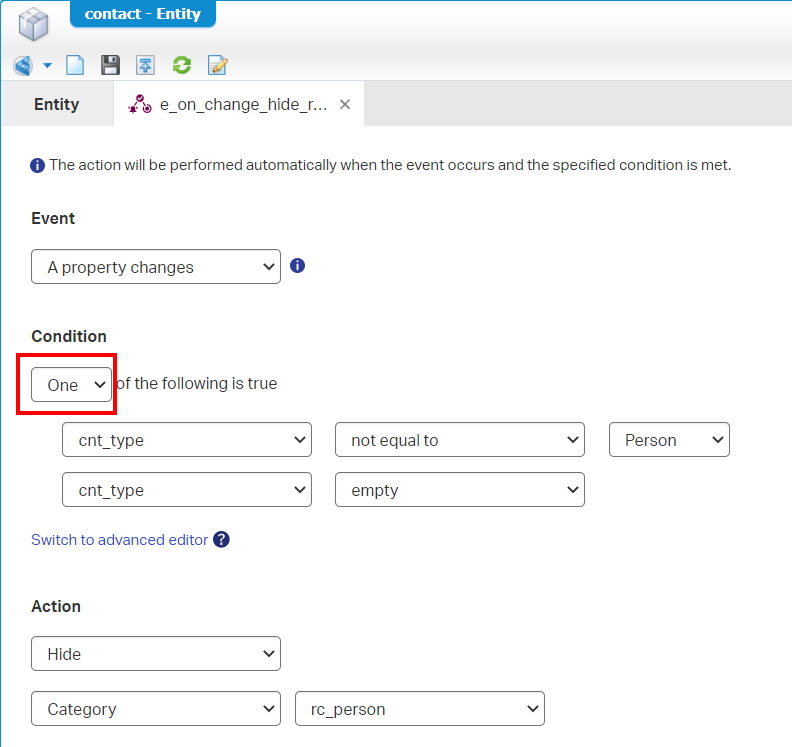 contact - Entity
Entity e_on_change_hide_r...
The action will be performed automatically when the event occurs and the specified condition is met.
Event
A property changes
Condition
One of the following is true
cnt_type not equal to Person
cnt_type empty
Switch to advanced editor
Action
Hide
Category rc_person